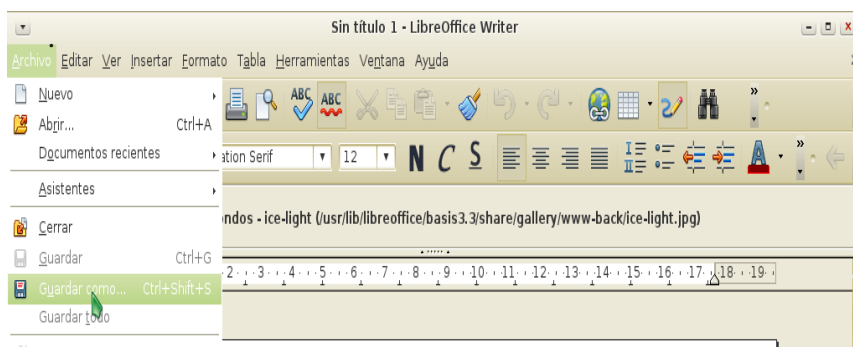 Sin título 1 - LibreOffice Writer
Archivo Editar Ver Insertar Formato Tabla Herramientas Ventana Ayuda
Nuevo
ABC ABC
Abrir... Ctrl+A
Documentos recientes
ation Serif 12 N C S A
Asistentes
ndos - ice-light (/usr/lib/libreoffice/basis3.3/share/gallery/www-back/ice-light.jpg)
Cerrar
Guardar Ctrl+G
2 3 4 5 6 7 8 9 10 11 12 13 14 15 16 17 18 19
Guardar como... Ctrl+Shift+S
Guardar todo